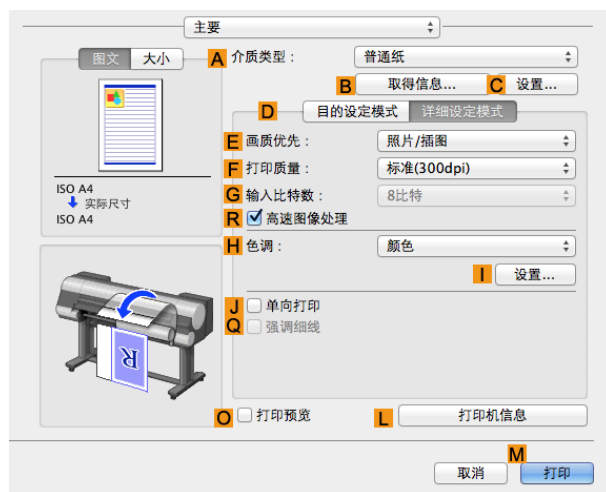 主要
图文 大小
A 介质类型： 普通纸
B 取得信息... C 设置...
D 目的设定模式 详细设定模式
E 画质优先： 照片/插图
F 打印质量： 标准(300dpi)
G 输入比特数： 8比特
R 高速图像处理
ISO A4
实际尺寸
ISO A4
H 色调： 颜色
I 设置...
J 单向打印
Q 强调细线
R
O 打印预览 L 打印机信息
M
取消 打印